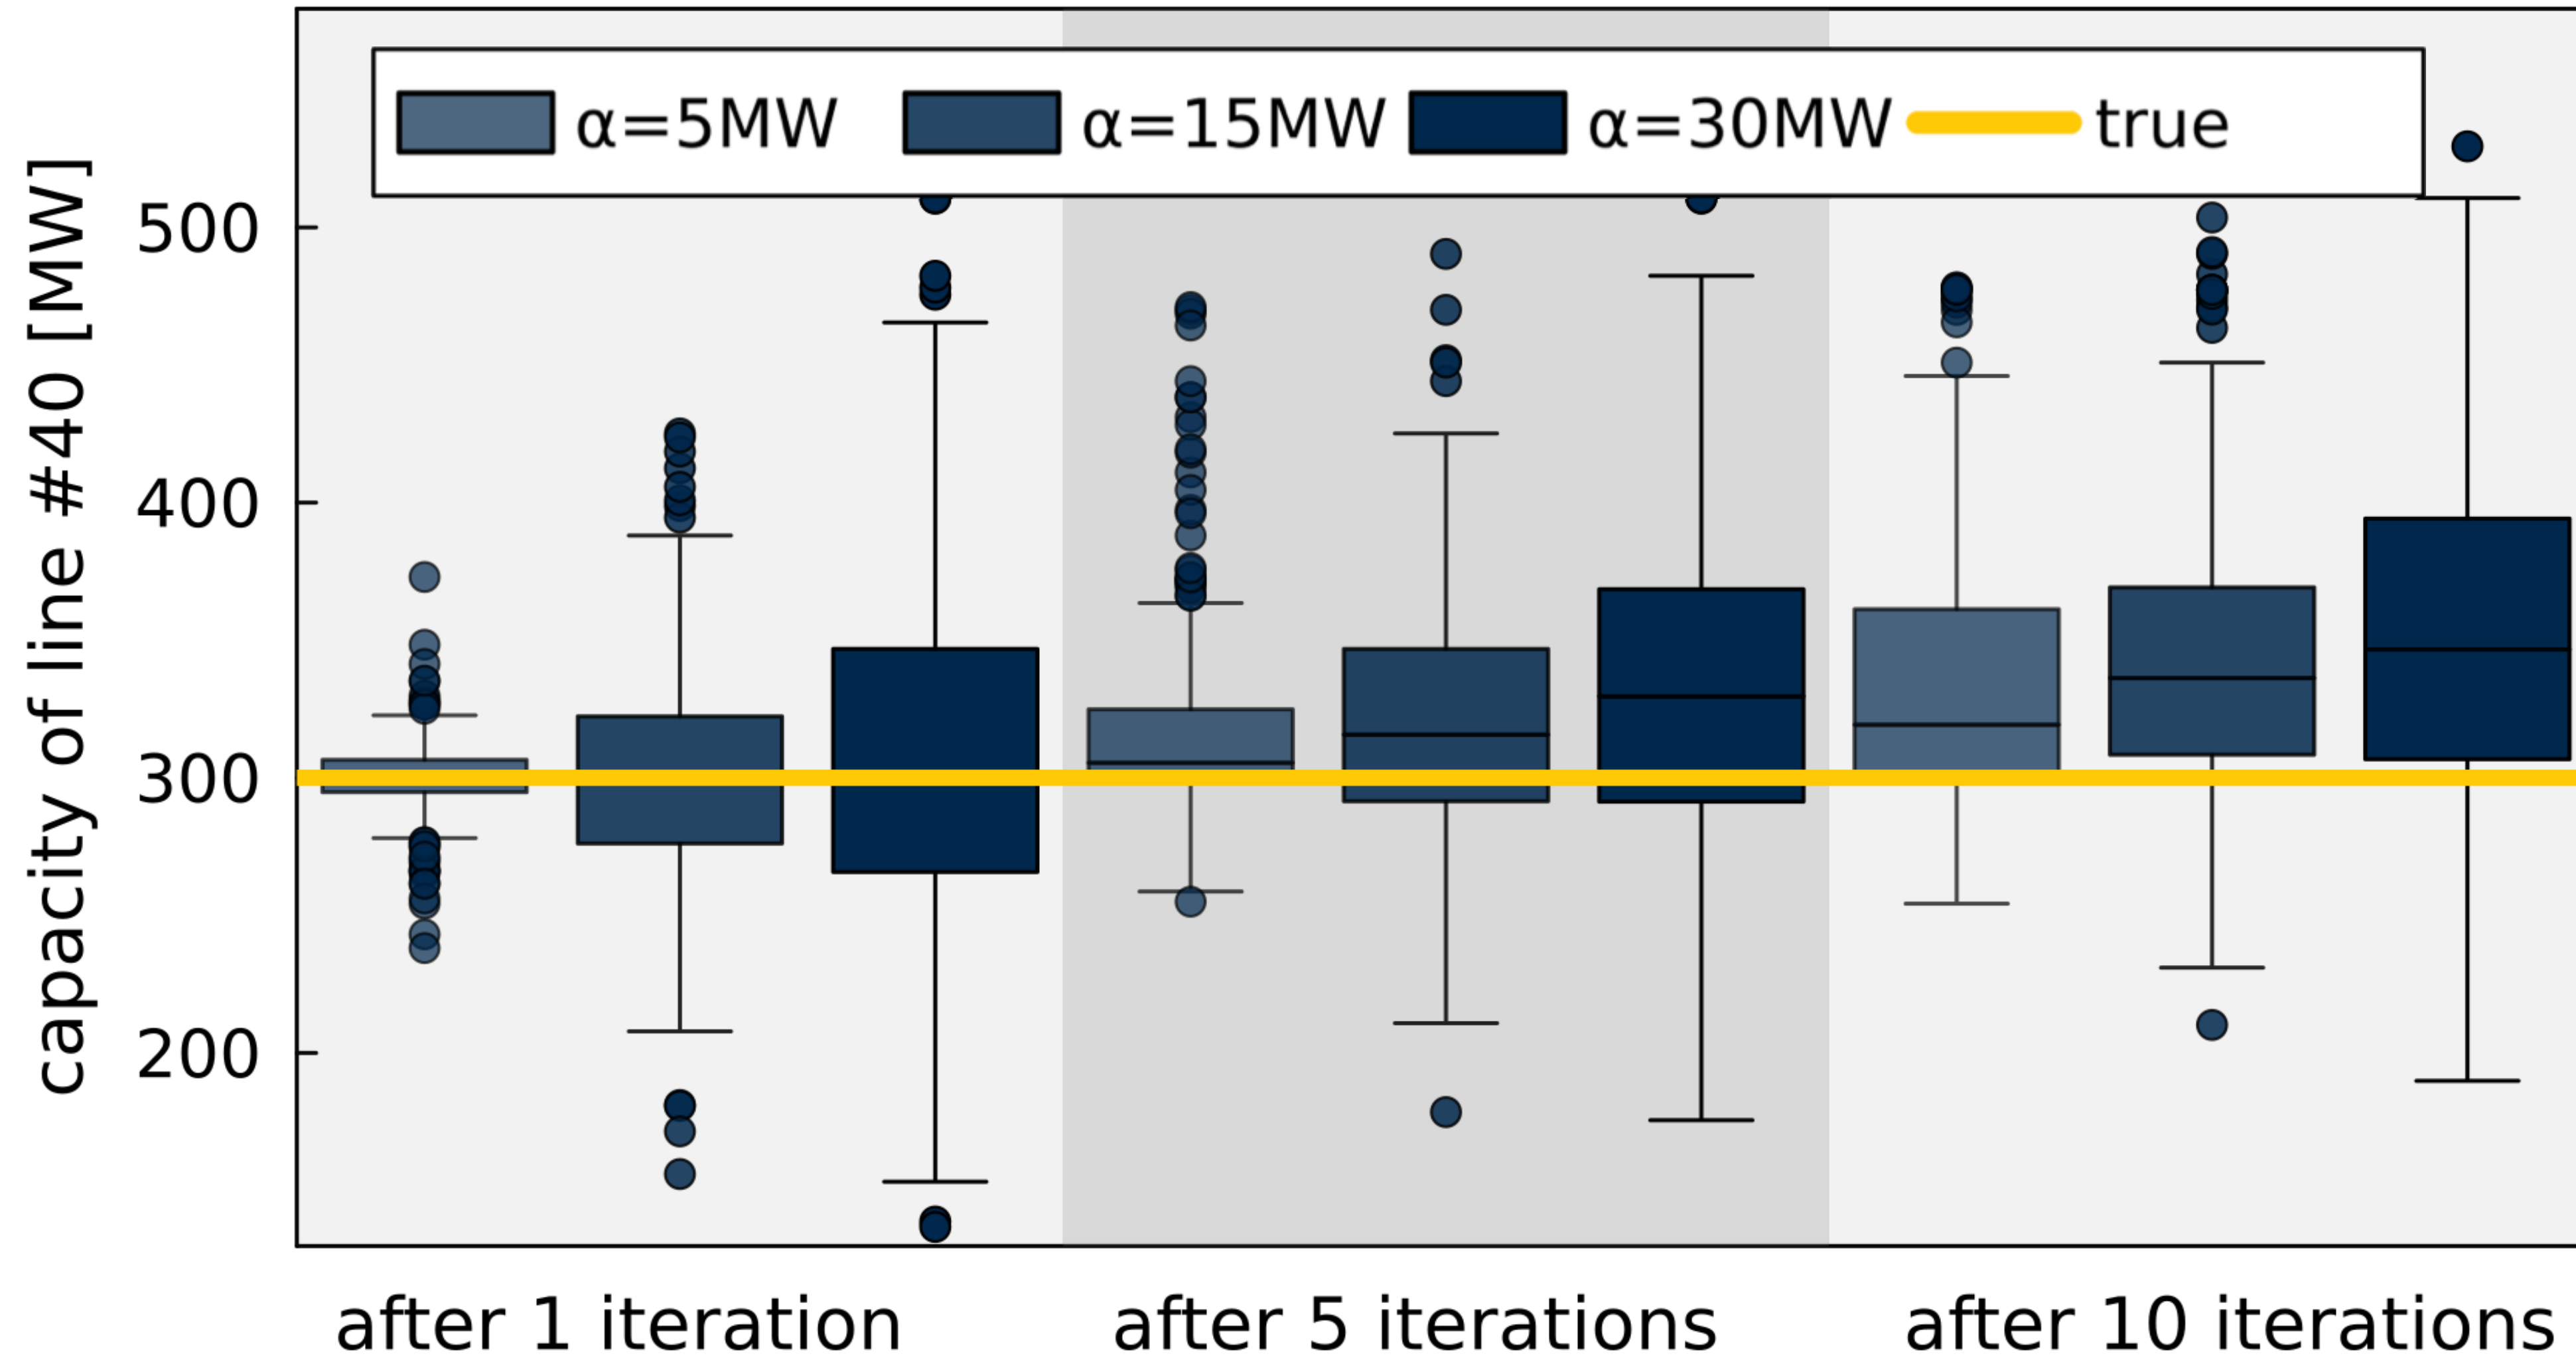 capacity of line #40 [MW]
α=5MW α=15MW α=30MW true
500
400
300
200
after 1 iteration after 5 iterations after 10 iterations